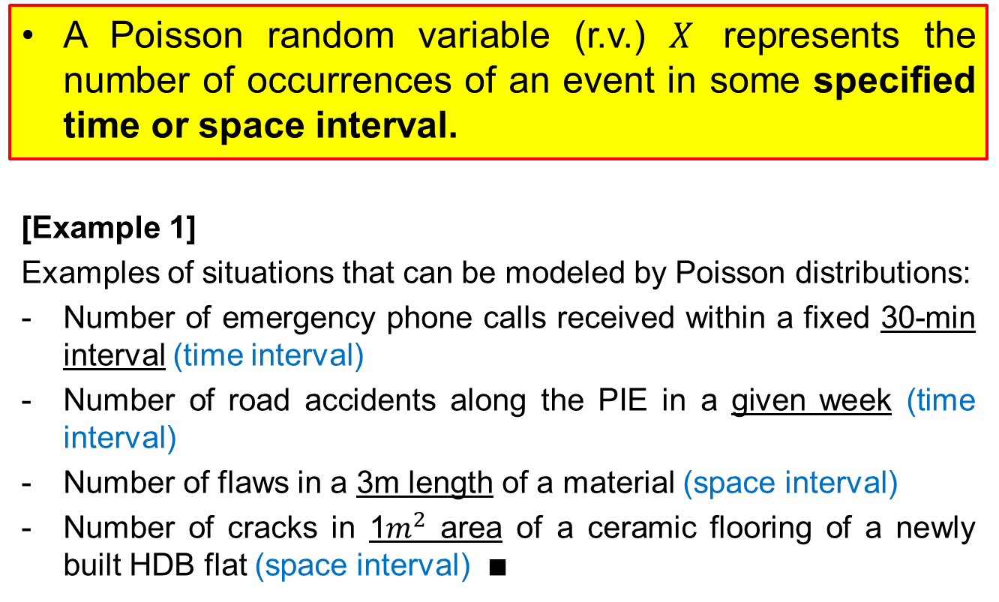 • A Poisson random variable (r.v.) X represents the
number of occurrences of an event in some specified
time or space interval.
[Example 1]
Examples of situations that can be modeled by Poisson distributions:
- Number of emergency phone calls received within a fixed 30-min
interval (time interval)
- Number of road accidents along the PIE in a given week (time
interval)
- Number of flaws in a 3m length of a material (space interval)
- Number of cracks in 1m² area of a ceramic flooring of a newly
built HDB flat (space interval) ■